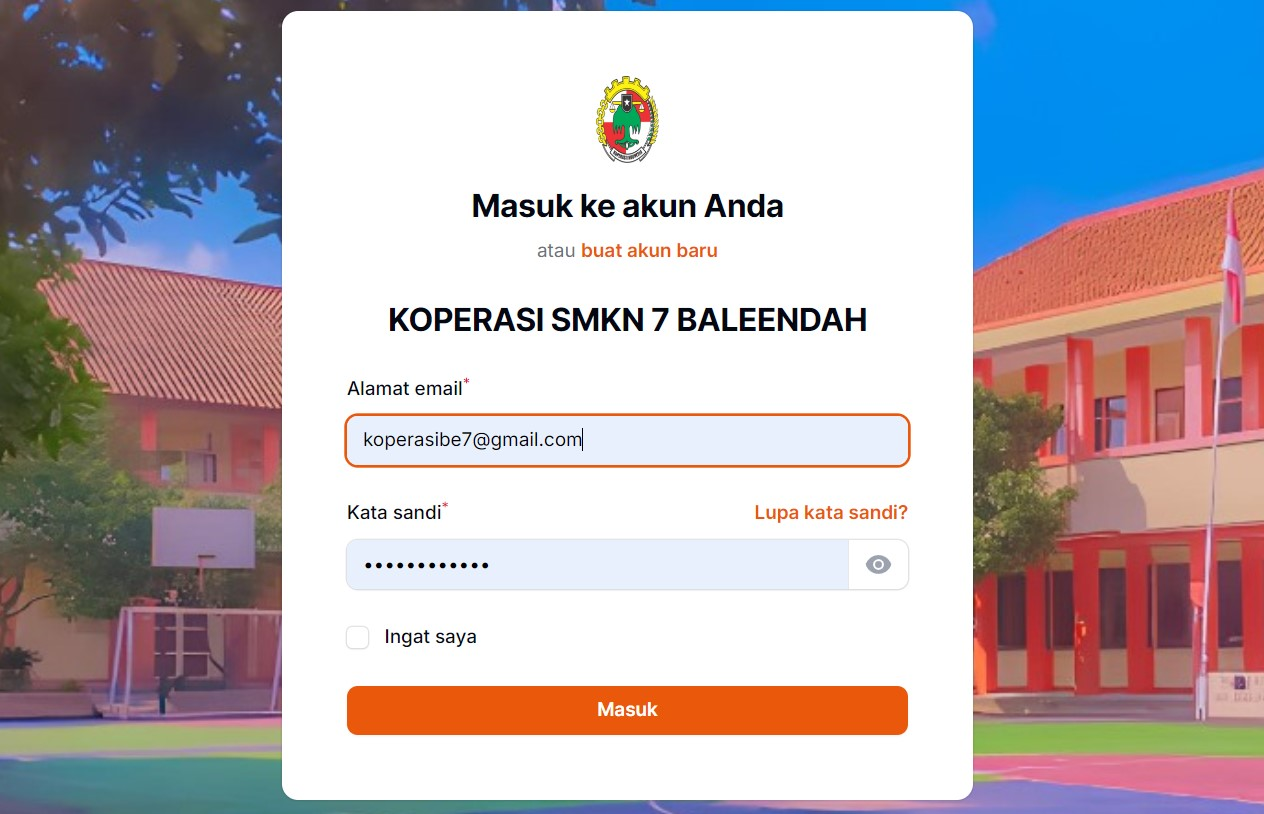 Masuk ke akun Anda
atau buat akun baru
KOPERASI SMKN 7 BALEENDAH
Alamat email*
koperasibe7@gmail.com
Kata sandi*
Lupa kata sandi?
••••••••••••
Ingat saya
Masuk